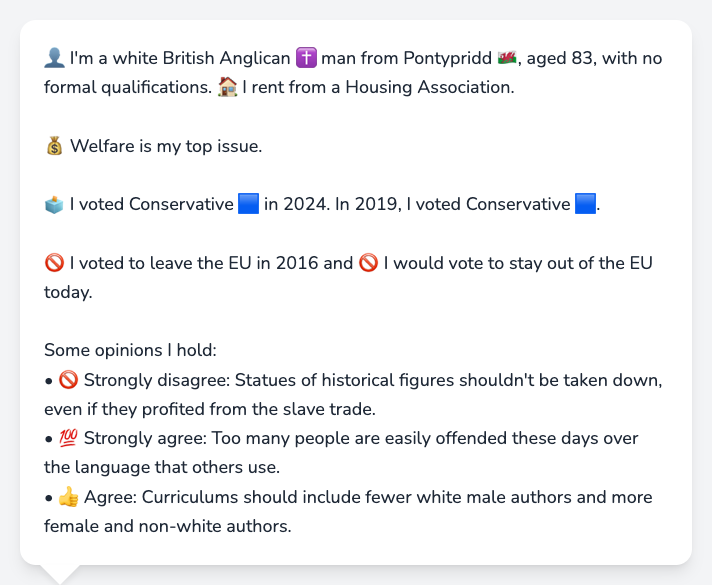 👤 I'm a white British Anglican ✝️ man from Pontypridd 🏴󠁧󠁢󠁷󠁬󠁳󠁿, aged 83, with no
formal qualifications. 🏠 I rent from a Housing Association.
💰 Welfare is my top issue.
🗳️ I voted Conservative 🟦 in 2024. In 2019, I voted Conservative 🟦.
🚫 I voted to leave the EU in 2016 and 🚫 I would vote to stay out of the EU
today.
Some opinions I hold:
• 🚫 Strongly disagree: Statues of historical figures shouldn't be taken down,
even if they profited from the slave trade.
• 💯 Strongly agree: Too many people are easily offended these days over
the language that others use.
• 👍 Agree: Curriculums should include fewer white male authors and more
female and non-white authors.